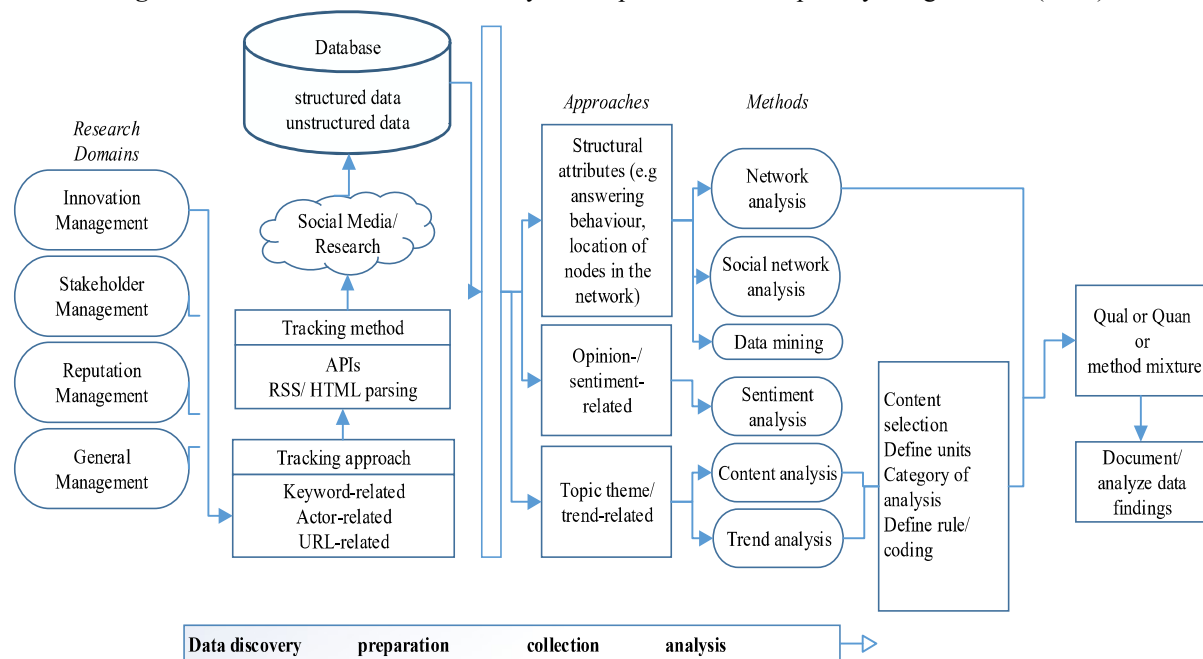 Database
structured data
unstructured data
Research
Domains
Innovation
Management
Stakeholder
Management
Reputation
Management
General
Management
Social Media/
Research
Tracking method
APIs
RSS/ HTML parsing
Tracking approach
Keyword-related
Actor-related
URL-related
Approaches
Structural
attributes (e.g
answering
behaviour,
location of
nodes in the
network)
Opinion-/
sentiment-
related
Topic theme/
trend-related
Methods
Network
analysis
Social network
analysis
Data mining
Sentiment
analysis
Content analysis
Trend analysis
Content
selection
Define units
Category of
analysis
Define rule/
coding
Qual or Quan
or
method mixture
Document/
analyze data
findings
Data discovery preparation collection analysis